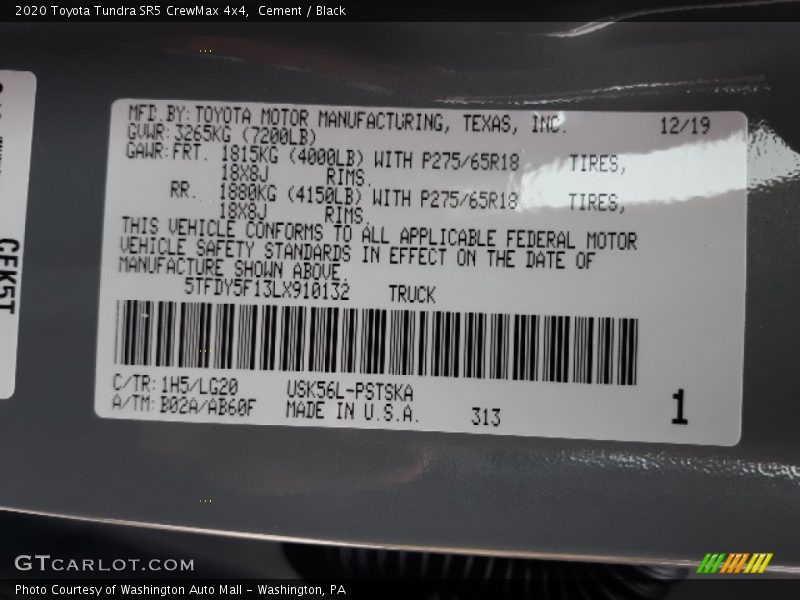 2020 Toyota Tundra SR5 CrewMax 4x4, Cement / Black
MFD.BY:TOYOTA MOTOR MANUFACTURING, TEXAS, INC. 12/19
GVWR:3265KG (7200LB)
GAWR:FRT. 1815KG (4000LB) WITH P275/65R18 TIRES,
18X8J RIMS.
RR. 1880KG (4150LB) WITH P275/65R18 TIRES,
18X8J RIMS.
THIS VEHICLE CONFORMS TO ALL APPLICABLE FEDERAL MOTOR
VEHICLE SAFETY STANDARDS IN EFFECT ON THE DATE OF
MANUFACTURE SHOWN ABOVE.
5TFDY5F13LX910132 TRUCK
C/TR:1H5/LG20 USK56L-PSTSKA
A/TM:B02A/AB60F MADE IN U.S.A. 313
1
CFK5T
GTCARLOT.COM
Photo Courtesy of Washington Auto Mall - Washington, PA